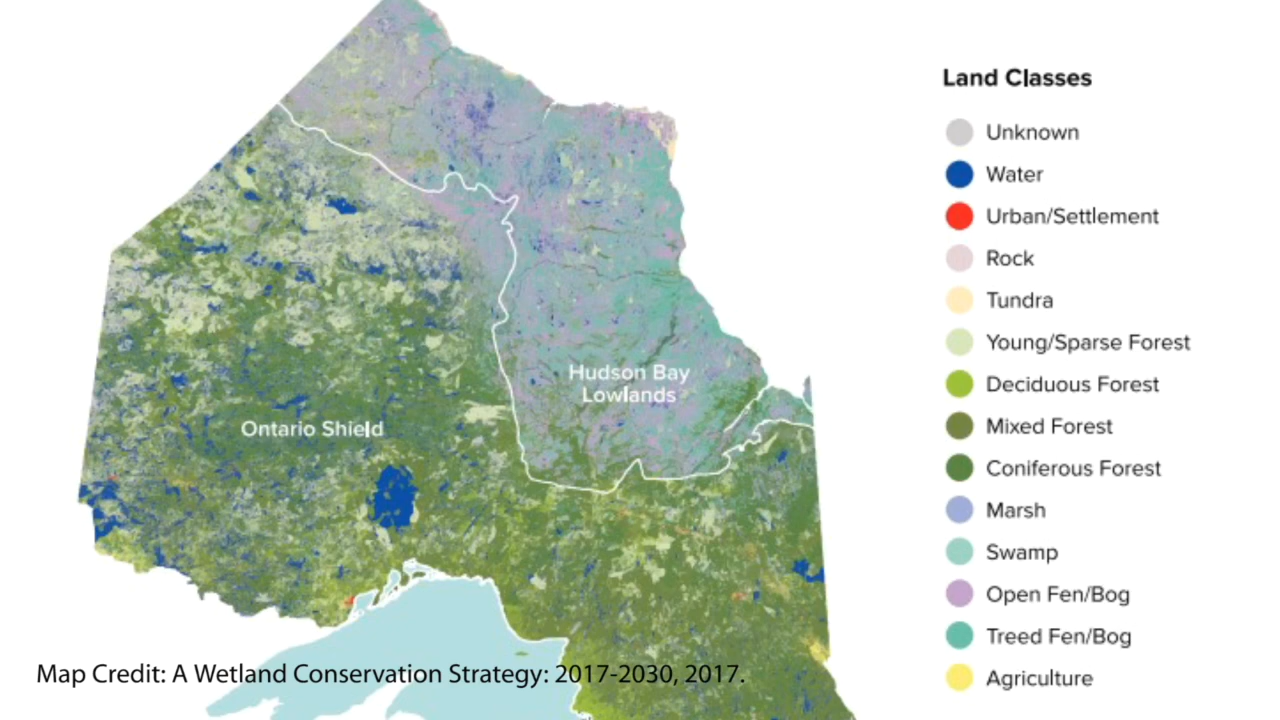 Land Classes
Unknown
Water
Urban/Settlement
Rock
Tundra
Young/Sparse Forest
Deciduous Forest
Mixed Forest
Coniferous Forest
Marsh
Swamp
Open Fen/Bog
Treed Fen/Bog
Agriculture
Hudson Bay
Lowlands
Ontario Shield
Map Credit: A Wetland Conservation Strategy: 2017-2030, 2017.